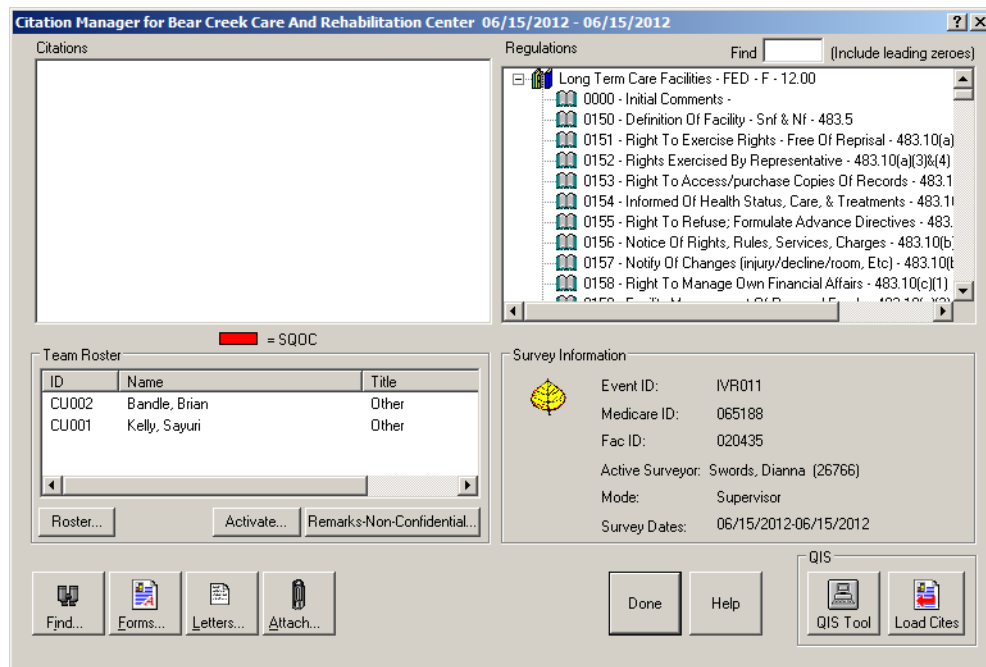 Citation Manager for Bear Creek Care And Rehabilitation Center 06/15/2012 - 06/15/2012
Citations
Regulations Find (Include leading zeroes)
Long Term Care Facilities - FED - F - 12.00
0000 - Initial Comments -
0150 - Definition Of Facility - Snf & Nf - 483.5
0151 - Right To Exercise Rights - Free Of Reprisal - 483.10(a)
0152 - Rights Exercised By Representative - 483.10(a)(3)&(4)
0153 - Right To Access/purchase Copies Of Records - 483.1
0154 - Informed Of Health Status, Care, & Treatments - 483.1
0155 - Right To Refuse; Formulate Advance Directives - 483.
0156 - Notice Of Rights, Rules, Services, Charges - 483.10(b)
0157 - Notify Of Changes (injury/decline/room, Etc) - 483.10(b
0158 - Right To Manage Own Financial Affairs - 483.10(c)(1)
= SQOC
Team Roster
ID Name Title
CU002 Bandle, Brian Other
CU001 Kelly, Sayuri Other
Roster... Activate... Remarks-Non-Confidential...
Survey Information
Event ID: IVR011
Medicare ID: 065188
Fac ID: 020435
Active Surveyor: Swords, Dianna (26766)
Mode: Supervisor
Survey Dates: 06/15/2012-06/15/2012
Find... Forms... Letters... Attach...
Done Help
QIS
QIS Tool Load Cites